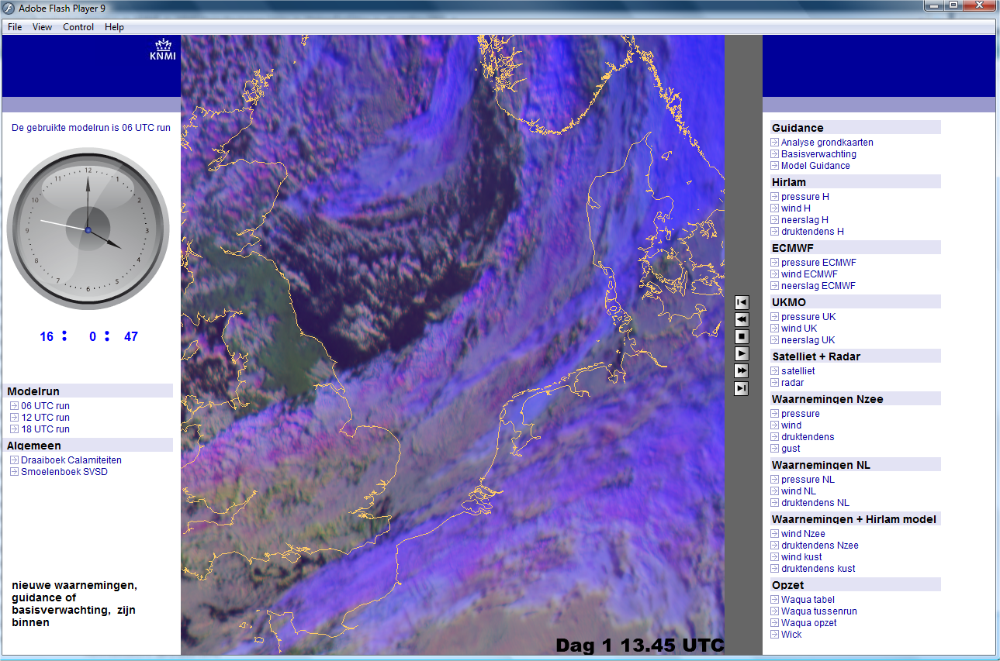 Adobe Flash Player 9
File View Control Help
KNMI
De gebruikte modelrun is 06 UTC run
12
1
2
3
4
5
6
7
8
9
10
11
16 : 0 : 47
Modelrun
06 UTC run
12 UTC run
18 UTC run
Algemeen
Draaiboek Calamiteiten
Smoelenboek SVSD
nieuwe waarnemingen,
guidance of
basisverwachting, zijn
binnen
Dag 1 13.45 UTC
Guidance
Analyse grondkaarten
Basisverwachting
Model Guidance
Hirlam
pressure H
wind H
neerslag H
druktendens H
ECMWF
pressure ECMWF
wind ECMWF
neerslag ECMWF
UKMO
pressure UK
wind UK
neerslag UK
Satelliet + Radar
satelliet
radar
Waarnemingen Nzee
pressure
wind
druktendens
gust
Waarnemingen NL
pressure NL
wind NL
druktendens NL
Waarnemingen + Hirlam model
wind Nzee
druktendens Nzee
wind kust
druktendens kust
Opzet
Waqua tabel
Waqua tussenrun
Waqua opzet
Wick